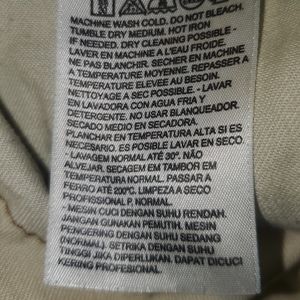 MACHINE WASH COLD. DO NOT BLEACH.
TUMBLE DRY MEDIUM. HOT IRON
IF NEEDED. DRY CLEANING POSSIBLE -
LAVER EN MACHINE A L'EAU FROIDE.
NE PAS BLANCHIR. SECHER EN MACHINE
A TEMPERATURE MOYENNE. REPASSER A
TEMPERATURE ELEVEE AU BESOIN.
NETTOYAGE A SEC POSSIBLE. - LAVAR
EN LAVADORA CON AGUA FRIA Y
DETERGENTE. NO USAR BLANQUEADOR.
SECADO MEDIO EN SECADORA.
PLANCHAR EN TEMPERATURA ALTA SI ES
NECESARIO. ES POSIBLE LAVAR EN SECO.
- LAVAGEM NORMAL ATÉ 30°. NÃO
ALVEJAR. SECAGEM EM TAMBOR EM
TEMPERATURA NORMAL. PASSAR A
FERRO ATÉ 200°C. LIMPEZA A SECO
PROFISSIONAL P, NORMAL.
- MESIN CUCI DENGAN SUHU RENDAH.
JANGAN GUNAKAN PEMUTIH. MESIN
PENGERING DENGAN SUHU SEDANG
(NORMAL). SETRIKA DENGAN SUHU
TINGGI JIKA DIPERLUKAN. DAPAT DICUCI
KERING PROFESIONAL.